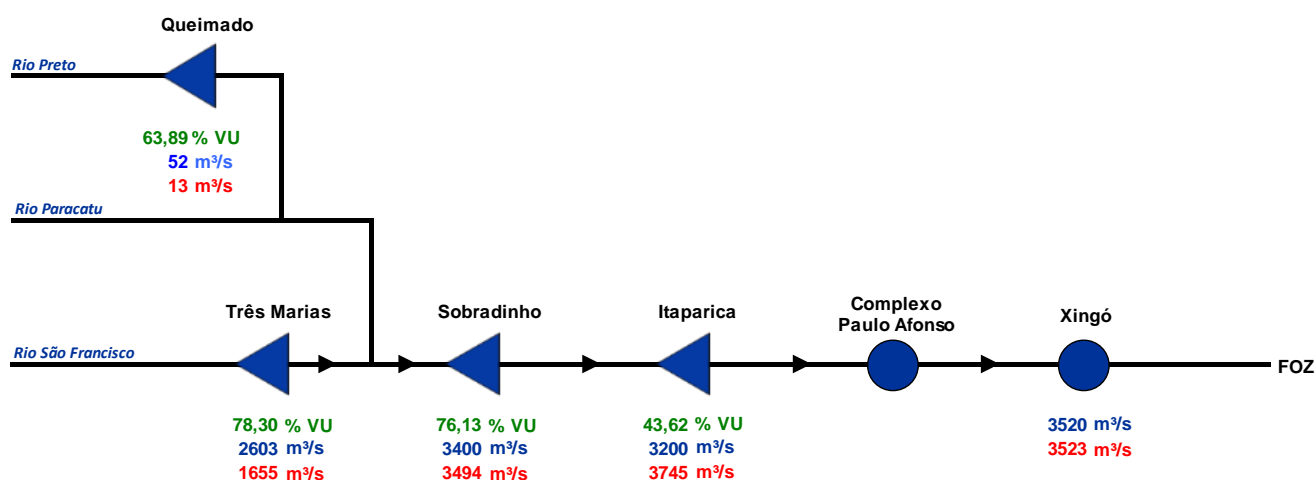 Queimado
Rio Preto
63,89 % VU
52 m³/s
13 m³/s
Rio Paracatu
Três Marias
Sobradinho
Itaparica
Complexo
Paulo Afonso
Xingó
Rio São Francisco
FOZ
78,30 % VU
2603 m³/s
1655 m³/s
76,13 % VU
3400 m³/s
3494 m³/s
43,62 % VU
3200 m³/s
3745 m³/s
3520 m³/s
3523 m³/s